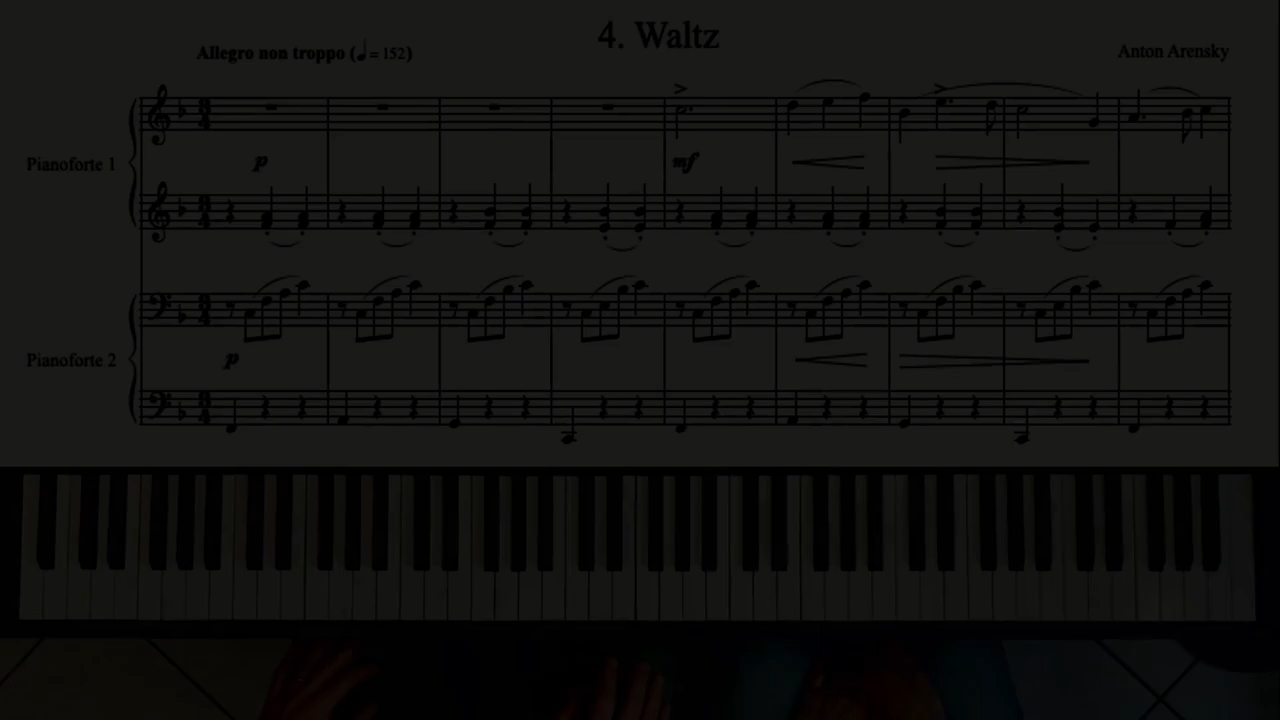 4. Waltz
Allegro non troppo (♩ = 152)
Anton Arensky
Pianoforte 1
p
mf
Pianoforte 2
p